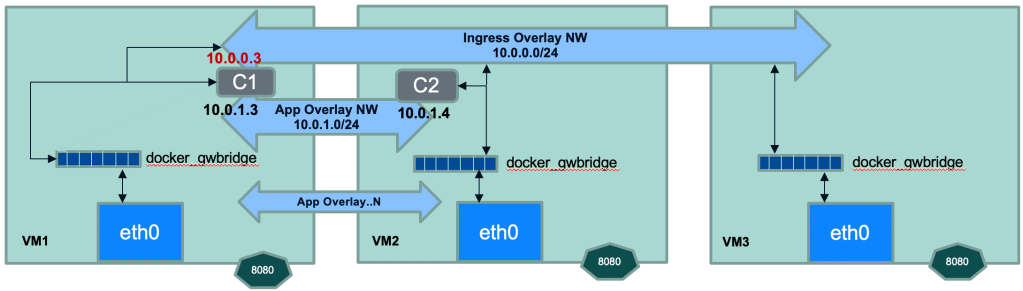 Ingress Overlay NW
10.0.0.0/24
10.0.0.3
C1
C2
10.0.1.3
App Overlay NW
10.0.1.0/24
10.0.1.4
docker_gwbridge
docker_gwbridge
docker_gwbridge
App Overlay..N
eth0
eth0
eth0
VM1
VM2
VM3
8080
8080
8080